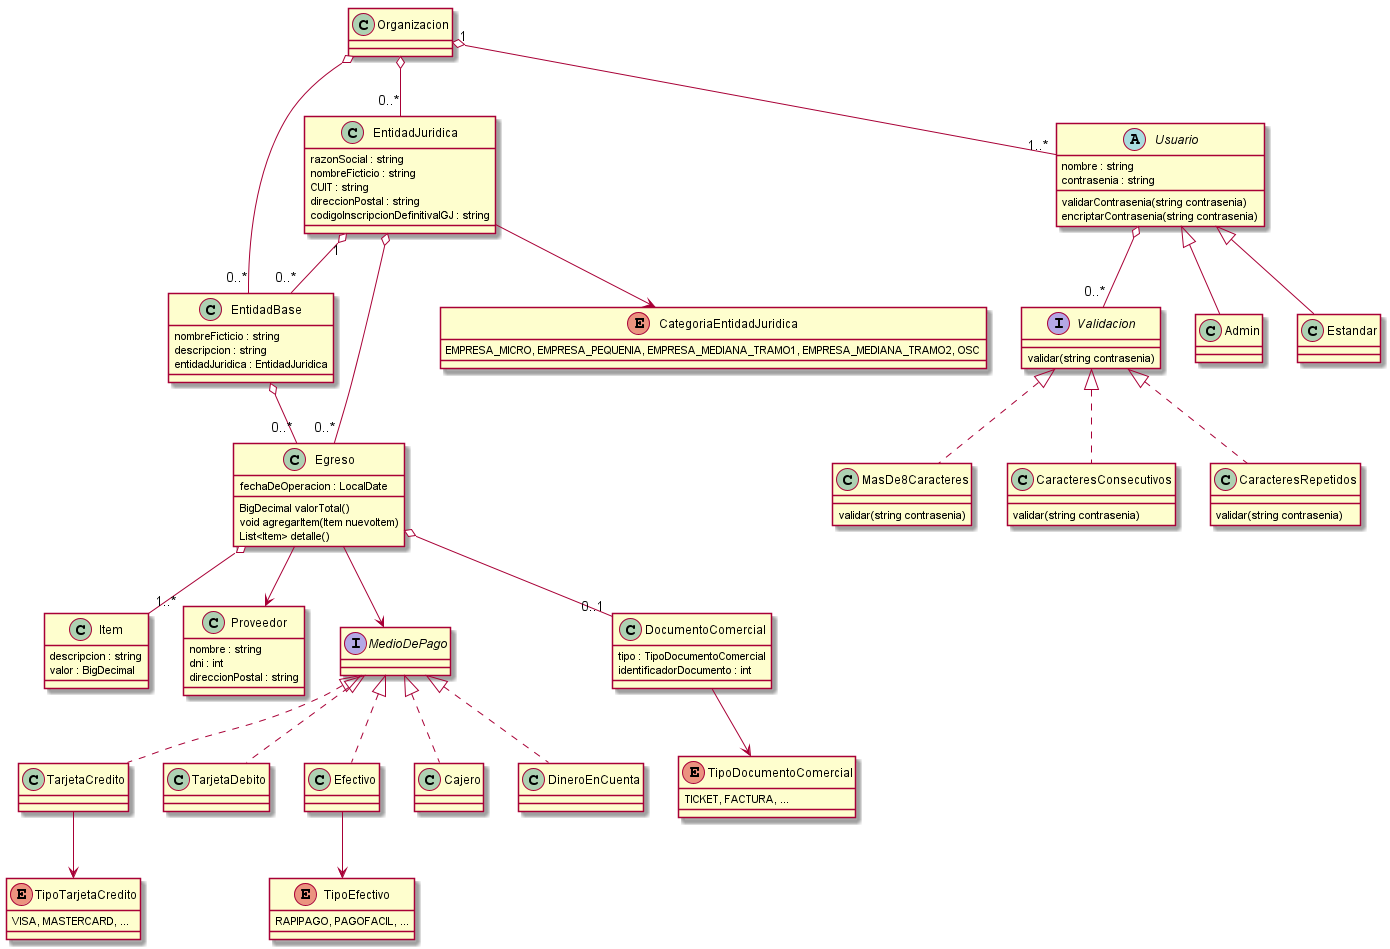 C Organizacion
1
0..*
C EntidadJuridica
razonSocial : string
nombreFicticio : string
CUIT : string
direccionPostal : string
codigoInscripcionDefinitivaIGJ : string
1..*
A Usuario
nombre : string
contrasenia : string
validarContrasenia(string contrasenia)
encriptarContrasenia(string contrasenia)
1
0..*
0..*
0..*
C EntidadBase
nombreFicticio : string
descripcion : string
entidadJuridica : EntidadJuridica
E CategoriaEntidadJuridica
EMPRESA_MICRO, EMPRESA_PEQUENIA, EMPRESA_MEDIANA_TRAMO1, EMPRESA_MEDIANA_TRAMO2, OSC
I Validacion
validar(string contrasenia)
C Admin
C Estandar
0..*
0..*
C Egreso
fechaDeOperacion : LocalDate
BigDecimal valorTotal()
void agregarItem(Item nuevoItem)
List<Item> detalle()
C MasDe8Caracteres
validar(string contrasenia)
C CaracteresConsecutivos
validar(string contrasenia)
C CaracteresRepetidos
validar(string contrasenia)
1..*
0..1
C Item
descripcion : string
valor : BigDecimal
C Proveedor
nombre : string
dni : int
direccionPostal : string
I MedioDePago
C DocumentoComercial
tipo : TipoDocumentoComercial
identificadorDocumento : int
C TarjetaCredito
C TarjetaDebito
C Efectivo
C Cajero
C DineroEnCuenta
E TipoDocumentoComercial
TICKET, FACTURA, ...
E TipoTarjetaCredito
VISA, MASTERCARD, ...
E TipoEfectivo
RAPIPAGO, PAGOFACIL, ...